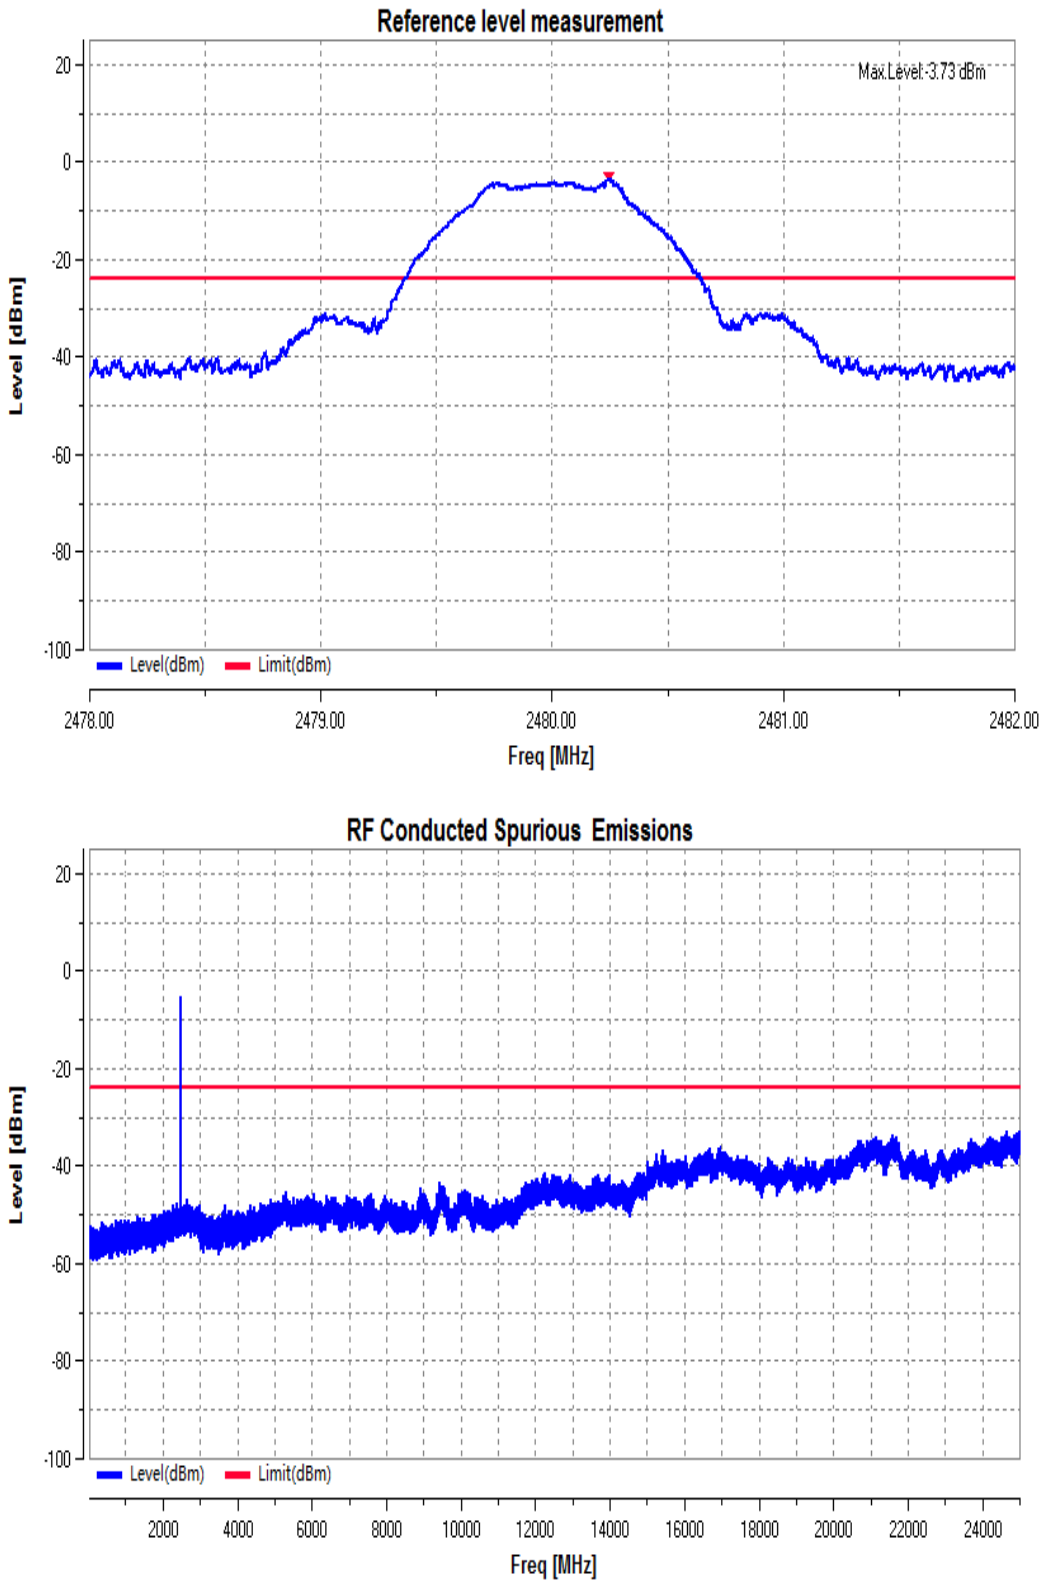 Reference level measurement
Max.Level:-3.73 dBm
20
0
-20
-40
-60
-80
-100
Level [dBm]
Level(dBm) Limit(dBm)
2478.00 2479.00 2480.00 2481.00 2482.00
Freq [MHz]
RF Conducted Spurious Emissions
20
0
-20
-40
-60
-80
-100
Level [dBm]
Level(dBm) Limit(dBm)
2000 4000 6000 8000 10000 12000 14000 16000 18000 20000 22000 24000
Freq [MHz]